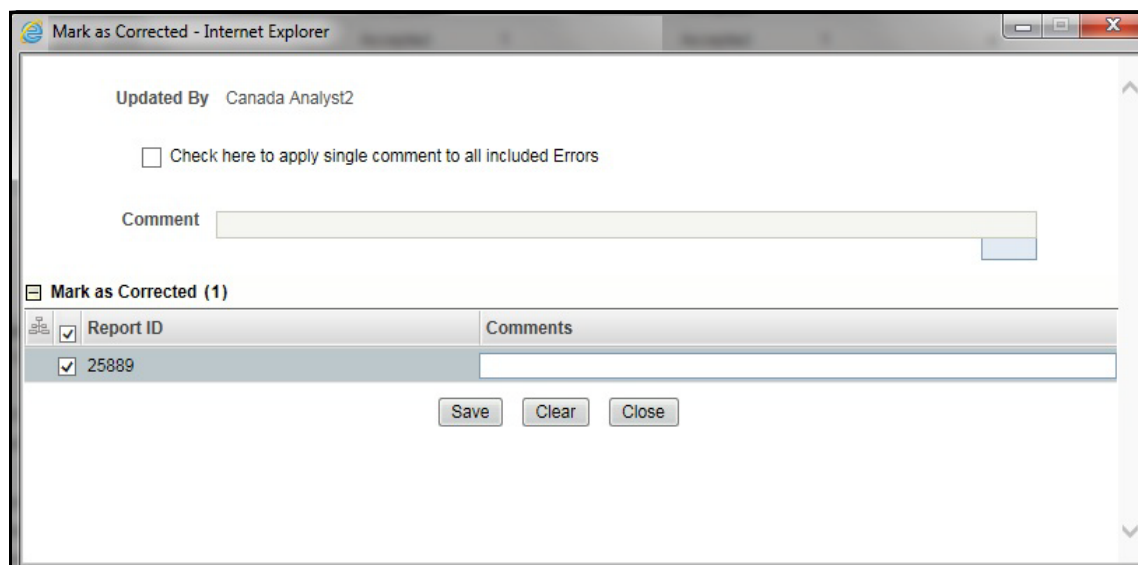 Mark as Corrected - Internet Explorer
Updated By Canada Analyst2
Check here to apply single comment to all included Errors
Comment
Mark as Corrected (1)
Report ID Comments
25889
Save Clear Close